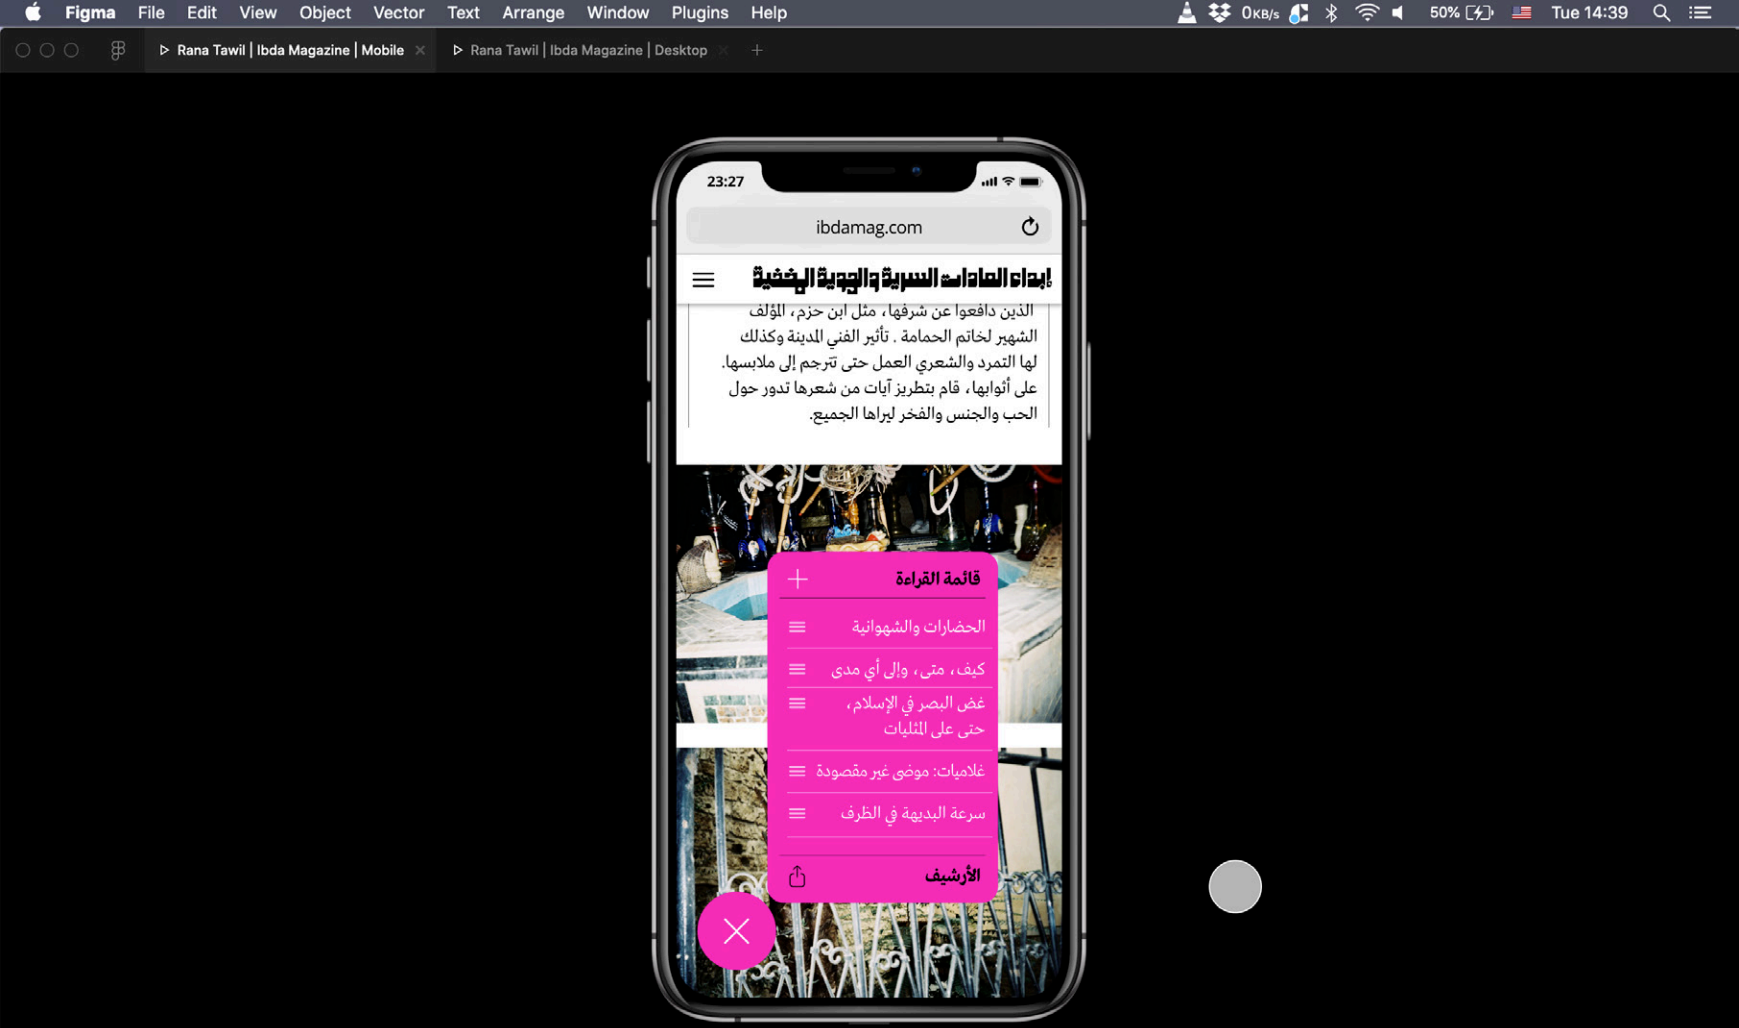 Figma File Edit View Object Vector Text Arrange Window Plugins Help
0KB/s 50% Tue 14:39
Rana Tawil | Ibda Magazine | Mobile
Rana Tawil | Ibda Magazine | Desktop
23:27
ibdamag.com
إبداء العادات السرية والجدية المخفية
الذين دافعوا عن شرفها، مثل ابن حزم، المؤلف
الشهير لخاتم الحمامة . تأثير الفني المدينة وكذلك
لها التمرد والشعري العمل حتى تترجم إلى ملابسها.
على أثوابها، قام بتطريز آيات من شعرها تدور حول
الحب والجنس والفخر ليراها الجميع.
قائمة القراءة
الحضارات والشهوانية
كيف، متى، وإلى أي مدى
غض البصر في الإسلام،
حتى على المثليات
غلاميات: موضى غير مقصودة
سرعة البديهة في الظرف
الأرشيف